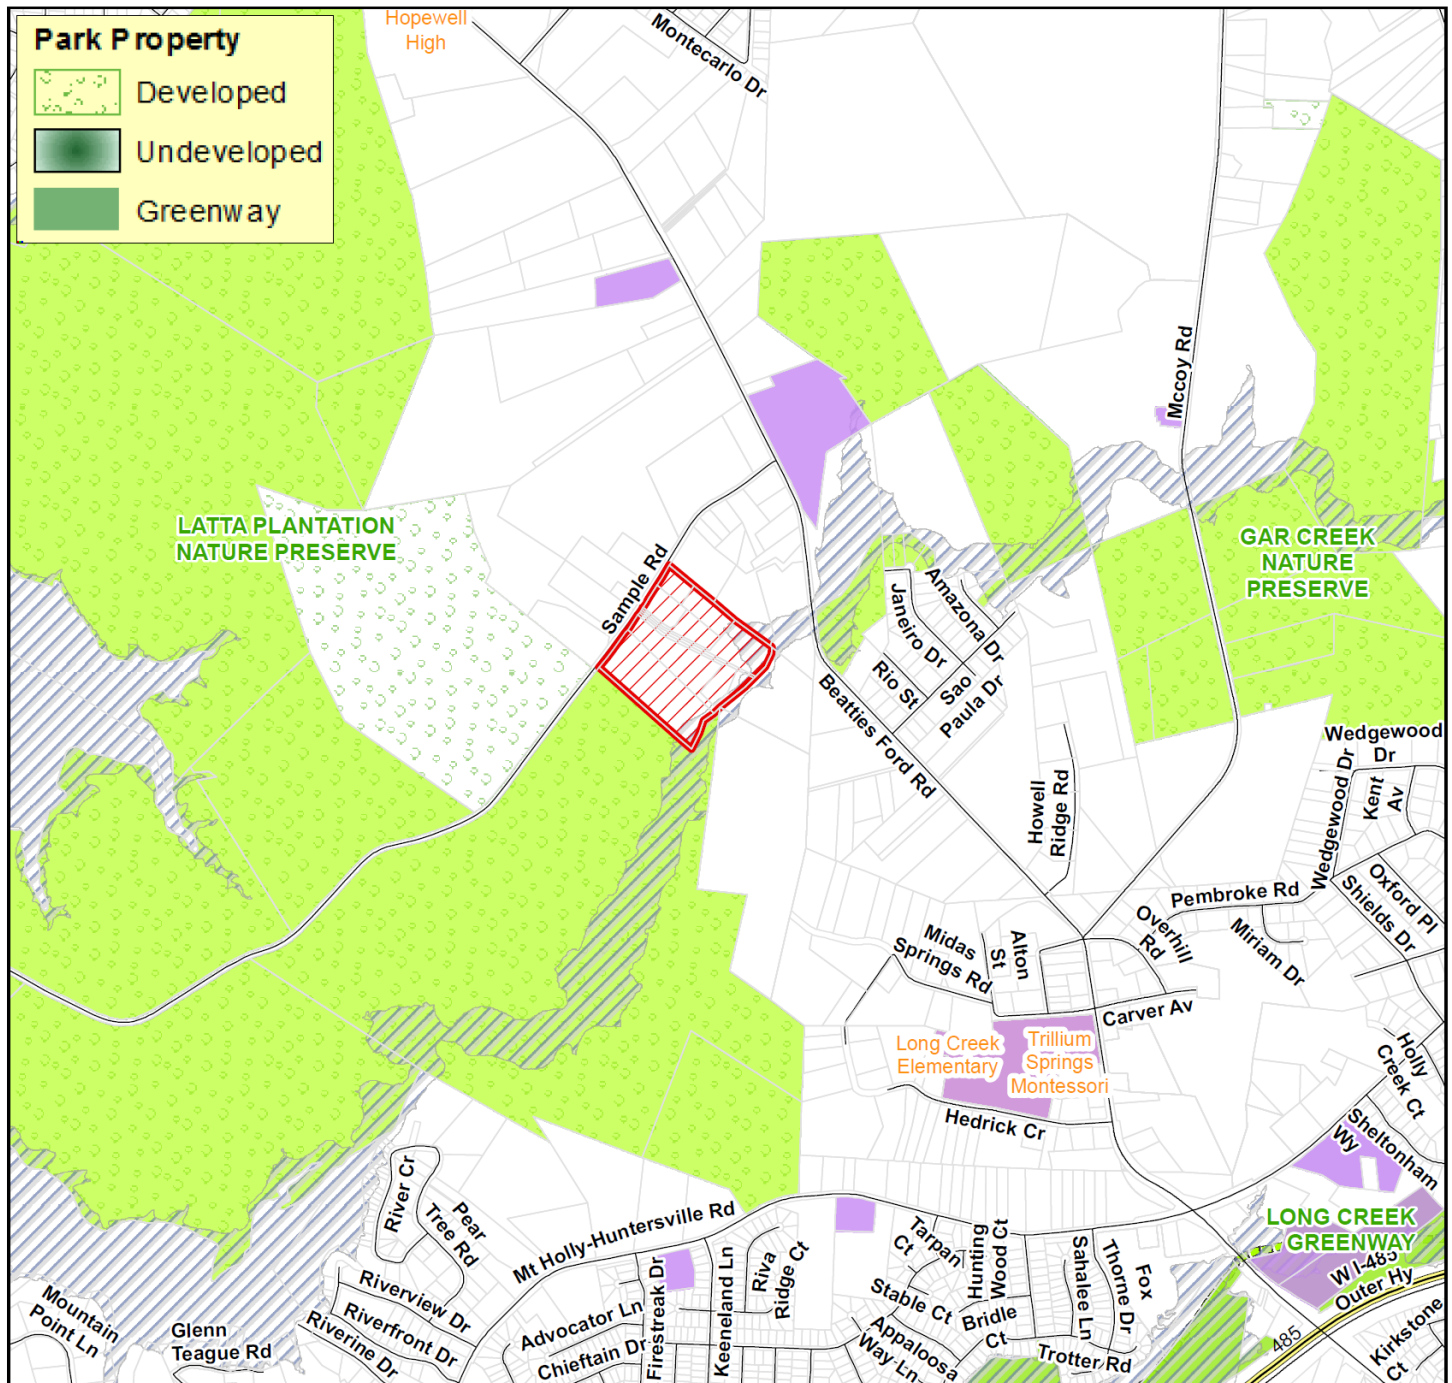 Park Property
Developed
Undeveloped
Greenway
Hopewell
High
Montecarlo Dr
Mccoy Rd
LATTA PLANTATION
NATURE PRESERVE
GAR CREEK
NATURE
PRESERVE
Sample Rd
Amazona Dr
Janeiro Dr
Rio St
Sao
Paula Dr
Beatties Ford Rd
Howell
Ridge Rd
Wedgewood
Dr
Wedgewood Dr
Kent
Av
Oxford Pl
Shields Dr
Pembroke Rd
Overhill
Rd
Miriam Dr
Midas
Springs Rd
Alton
St
Carver Av
Long Creek
Elementary
Trillium
Springs
Montessori
Hedrick Cr
Holly
Creek Ct
Sheltonham
Wy
River Cr
Pear
Tree Rd
Mt Holly-Huntersville Rd
LONG CREEK
GREENWAY
W I-485
Outer Hy
485
Kirkstone
Ct
Tarpan
Ct
Hunting
Wood Ct
Sahalee Ln
Thorne Dr
Fox
Stable Ct
Bridle
Ct
Trotter Rd
Appaloosa
Way Ln
Riva
Ridge Ct
Keeneland Ln
Firestreak Dr
Advocator Ln
Chieftain Dr
Riverview Dr
Riverfront Dr
Riverine Dr
Glenn
Teague Rd
Mountain
Point Ln